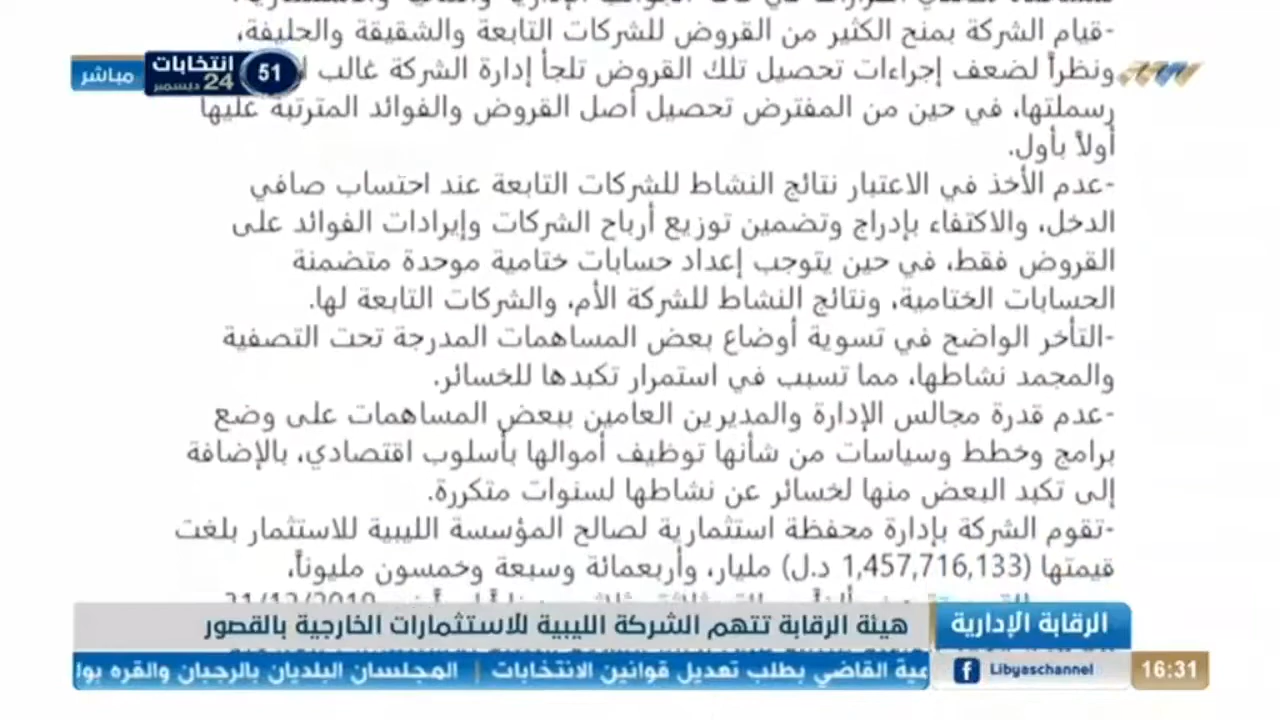 -قيام الشركة بمنح الكثير من القروض للشركات التابعة والشقيقة والحليفة،
ونظراً لضعف إجراءات تحصيل تلك القروض تلجأ إدارة الشركة غالب
رسملتها، في حين من المفترض تحصيل أصل القروض والفوائد المترتبة عليها
أولاً بأول.
-عدم الأخذ في الاعتبار نتائج النشاط للشركات التابعة عند احتساب صافي
الدخل، والاكتفاء بإدراج وتضمين توزيع أرباح الشركات وإيرادات الفوائد على
القروض فقط، في حين يتوجب إعداد حسابات ختامية موحدة متضمنة
الحسابات الختامية، ونتائج النشاط للشركة الأم، والشركات التابعة لها.
-التأخر الواضح في تسوية أوضاع بعض المساهمات المدرجة تحت التصفية
والمجمد نشاطها، مما تسبب في استمرار تكبدها للخسائر.
-عدم قدرة مجالس الإدارة والمديرين العامين ببعض المساهمات على وضع
برامج وخطط وسياسات من شأنها توظيف أموالها بأسلوب اقتصادي، بالإضافة
إلى تكبد البعض منها لخسائر عن نشاطها لسنوات متكررة.
-تقوم الشركة بإدارة محفظة استثمارية لصالح المؤسسة الليبية للاستثمار بلغت
قيمتها (1,457,716,133 د.ل) مليار، وأربعمائة وسبعة وخمسون مليوناً،
مباشر
انتخابات
24 ديسمبر
51
الرقابة الإدارية
هيئة الرقابة تتهم الشركة الليبية للاستثمارات الخارجية بالقصور
القاضي بطلب تعديل قوانين الانتخابات | المجلسان البلديان بالرجبان والقره
Libyaschannel
16:31